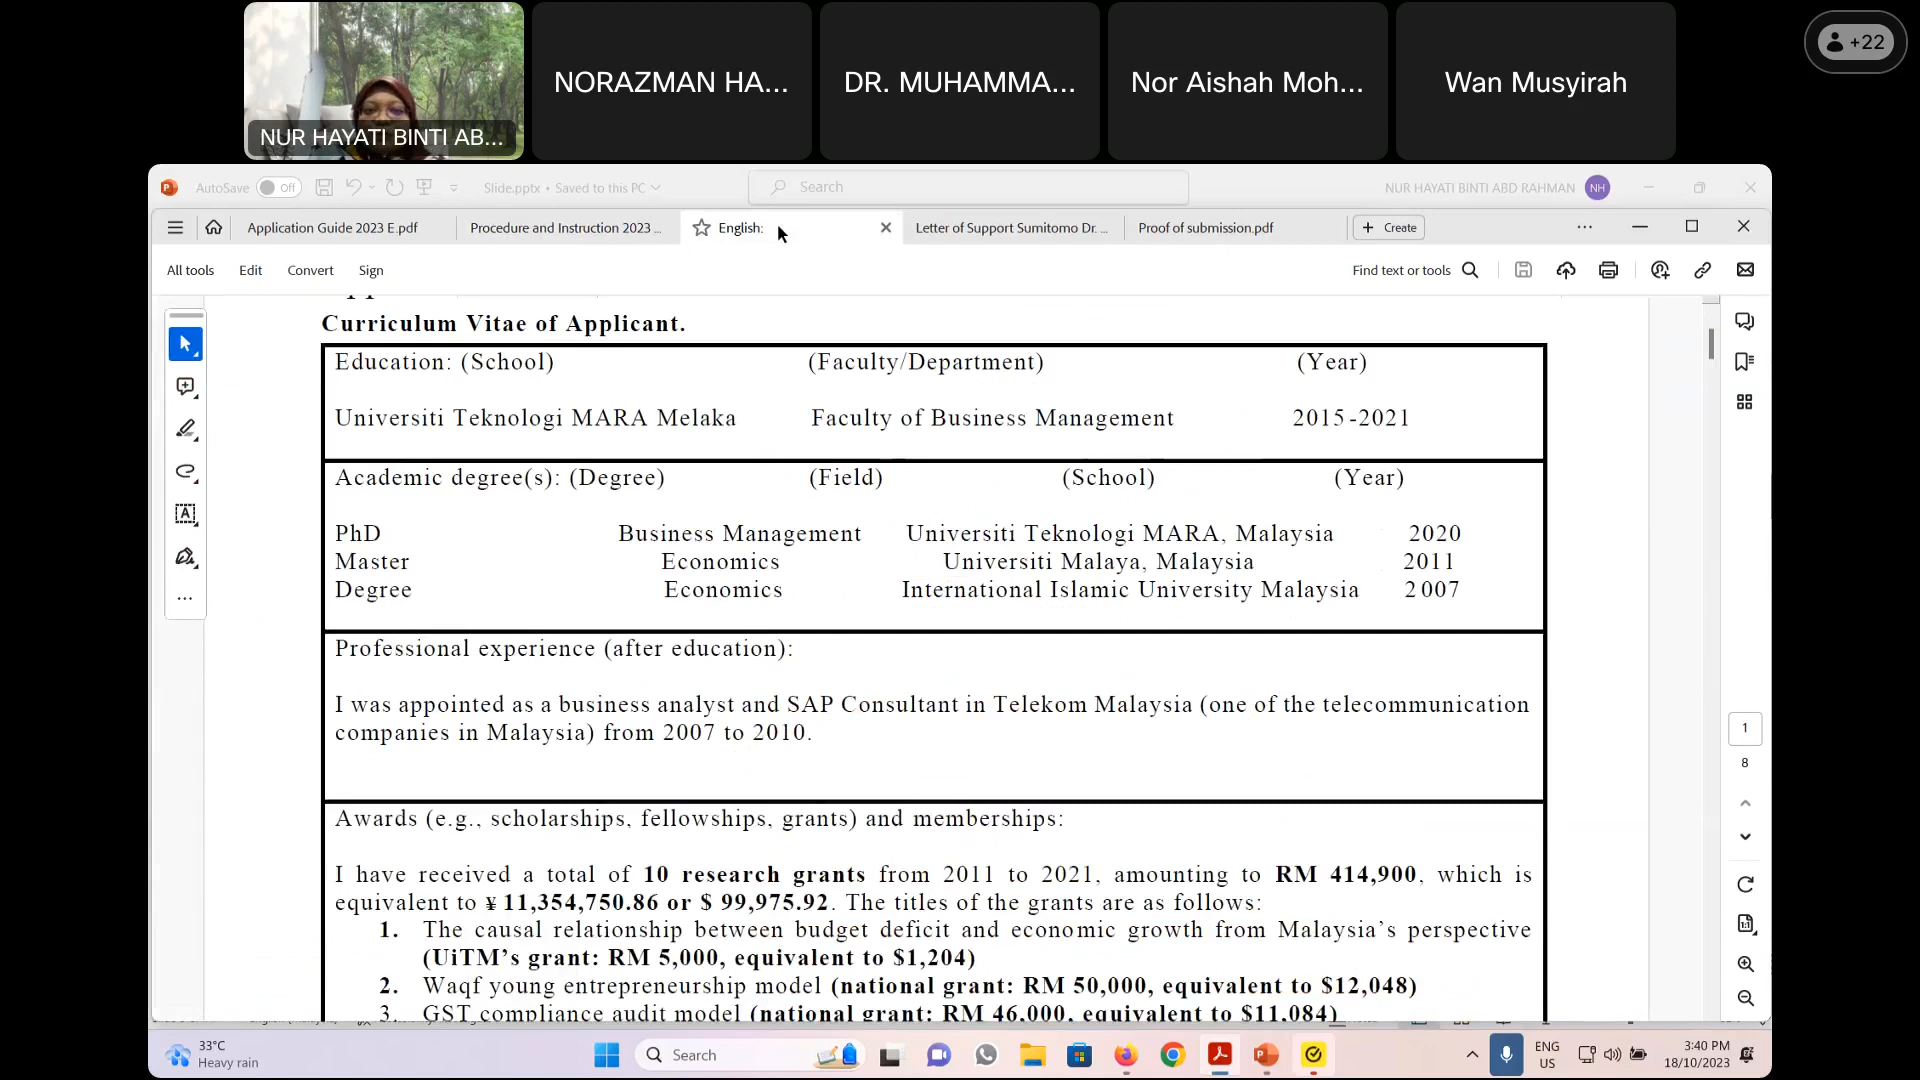 NORAZMAN HA...
DR. MUHAMMA...
Nor Aishah Moh...
Wan Musyirah
+22
NUR HAYATI BINTI AB...
AutoSave Off
Slide.pptx • Saved to this PC
Search
NUR HAYATI BINTI ABD RAHMAN NH
Application Guide 2023 E.pdf
Procedure and Instruction 2023 ...
English:
Letter of Support Sumitomo Dr. ...
Proof of submission.pdf
+ Create
All tools Edit Convert Sign
Find text or tools
Curriculum Vitae of Applicant.
Education: (School) (Faculty/Department) (Year)
Universiti Teknologi MARA Melaka Faculty of Business Management 2015-2021
Academic degree(s): (Degree) (Field) (School) (Year)
PhD Business Management Universiti Teknologi MARA, Malaysia 2020
Master Economics Universiti Malaya, Malaysia 2011
Degree Economics International Islamic University Malaysia 2007
Professional experience (after education):
I was appointed as a business analyst and SAP Consultant in Telekom Malaysia (one of the telecommunication
companies in Malaysia) from 2007 to 2010.
Awards (e.g., scholarships, fellowships, grants) and memberships:
I have received a total of 10 research grants from 2011 to 2021, amounting to RM 414,900, which is
equivalent to ¥ 11,354,750.86 or $ 99,975.92. The titles of the grants are as follows:
1. The causal relationship between budget deficit and economic growth from Malaysia's perspective
(UiTM's grant: RM 5,000, equivalent to $1,204)
2. Waqf young entrepreneurship model (national grant: RM 50,000, equivalent to $12,048)
3. GST compliance audit model (national grant: RM 46,000, equivalent to $11,084)
1
8
33°C
Heavy rain
Search
ENG
US
3:40 PM
18/10/2023